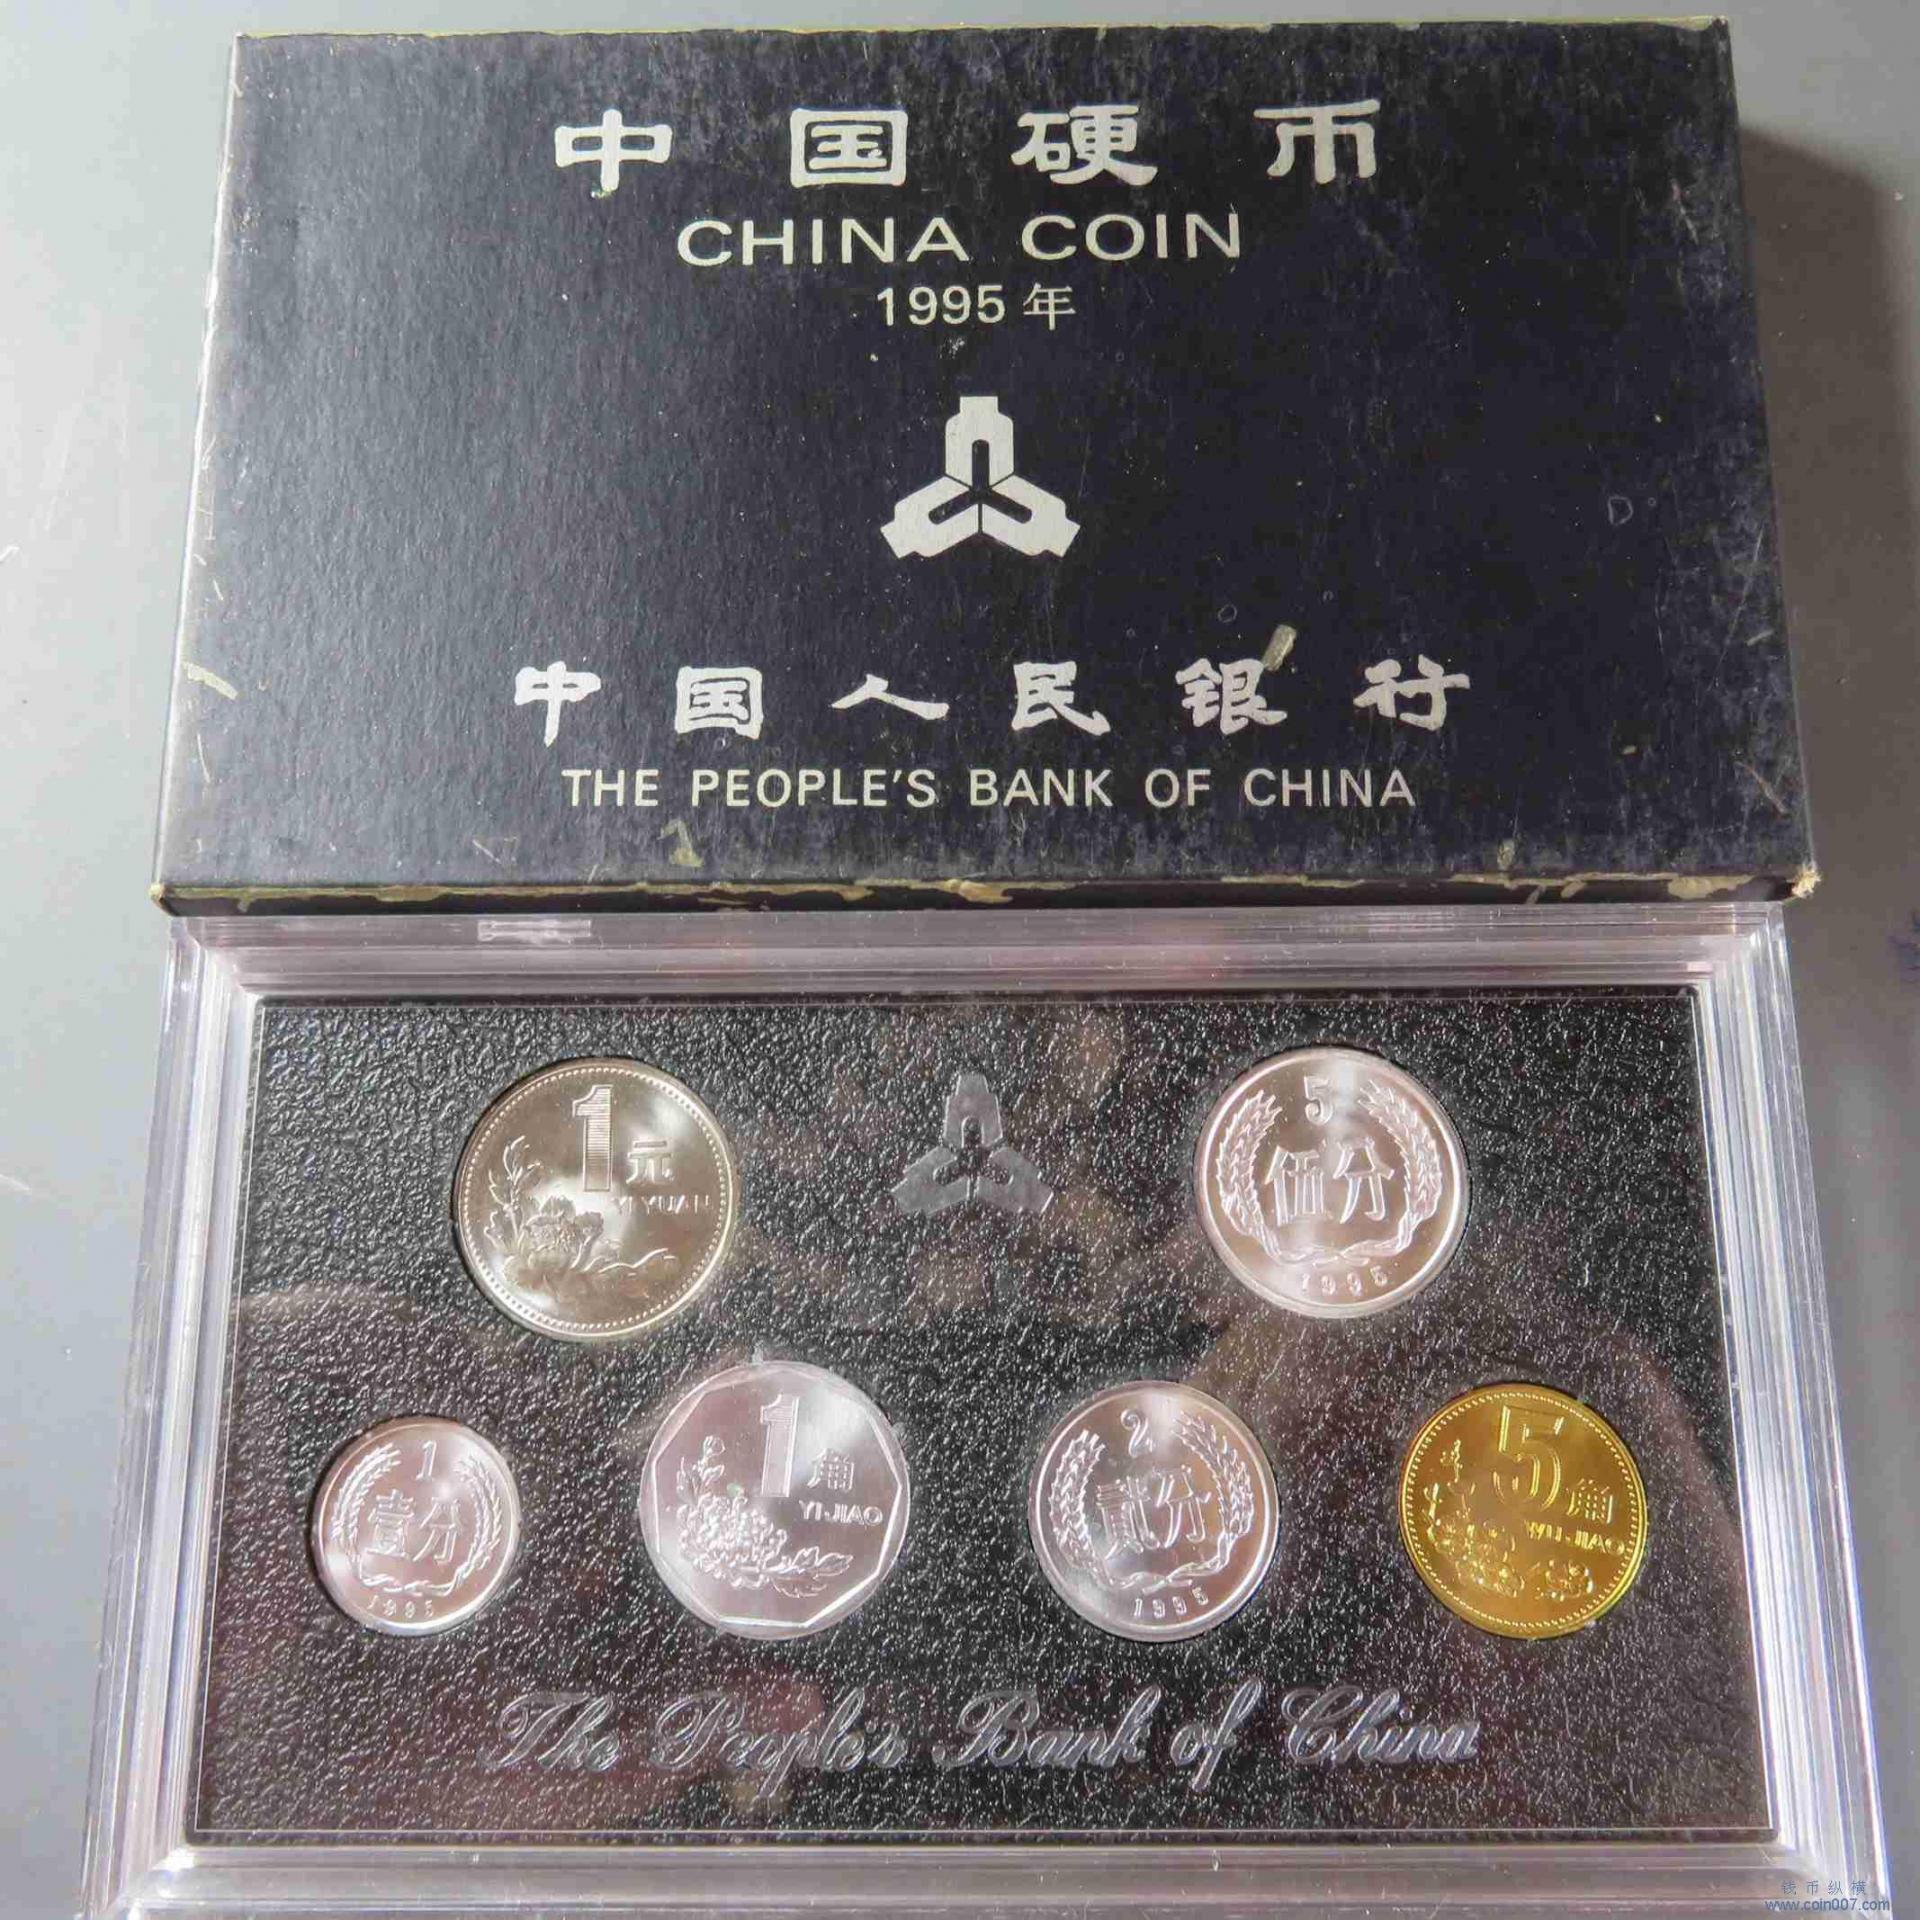 中国硬币
CHINA COIN
1995年
中国人民银行
THE PEOPLE'S BANK OF CHINA
1
元
YI YUAN
5
伍分
1995
1
壹分
1995
1
角
YI JIAO
2
贰分
1995
5
角
WU JIAO
The People's Bank of China
钱币纵横
www.coin007.com